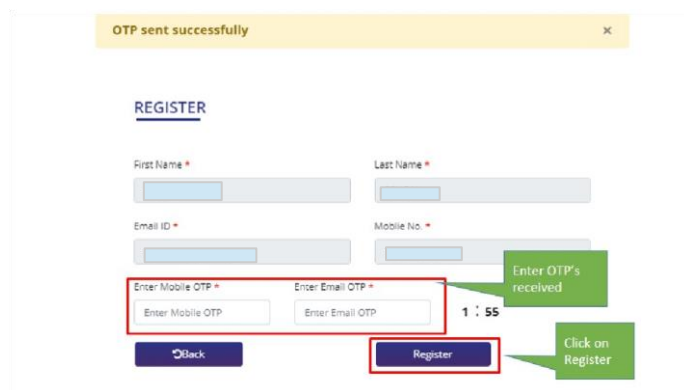 OTP sent successfully ×
REGISTER
First Name * Last Name *
Email ID * Mobile No. *
Enter OTP's
received
Enter Mobile OTP * Enter Email OTP *
Enter Mobile OTP Enter Email OTP 1 : 55
Back Register
Click on
Register